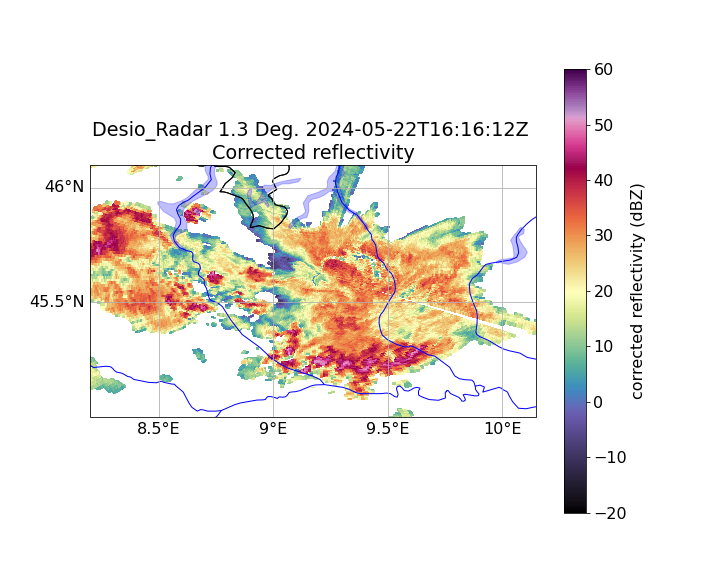 Desio_Radar 1.3 Deg. 2024-05-22T16:16:12Z
Corrected reflectivity
46°N
45.5°N
8.5°E
9°E
9.5°E
10°E
60
50
40
30
20
10
0
−10
−20
corrected reflectivity (dBZ)